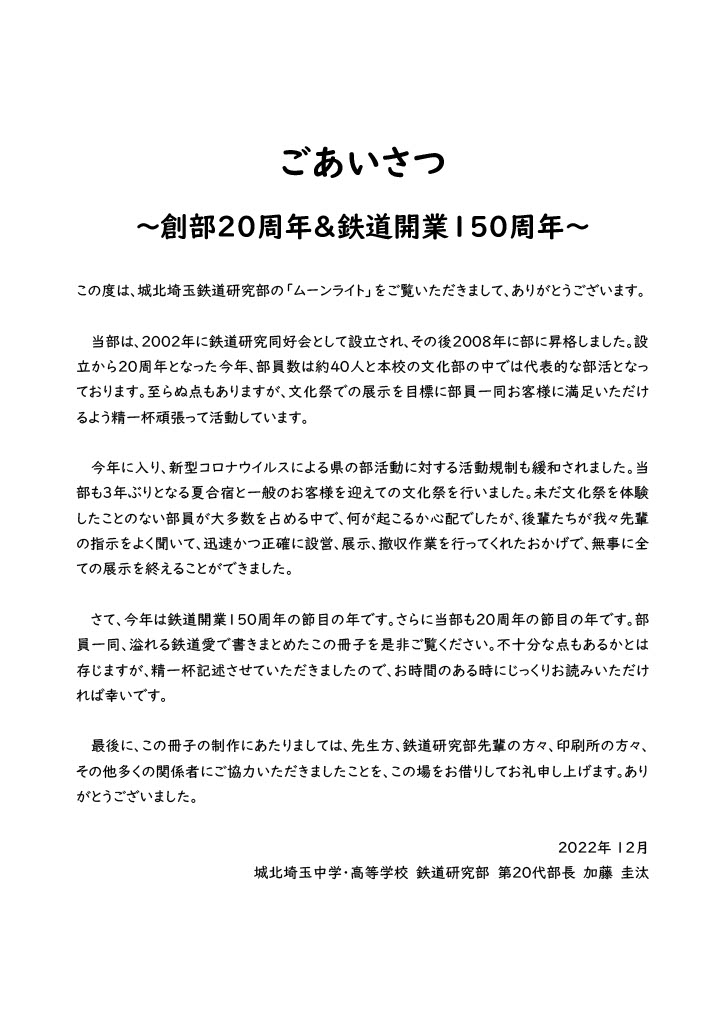 ごあいさつ
～創部20周年＆鉄道開業150周年～
この度は、城北埼玉鉄道研究部の「ムーンライト」をご覧いただきまして、ありがとうございます。
当部は、2002年に鉄道研究同好会として設立され、その後2008年に部に昇格しました。設
立から20周年となった今年、部員数は約40人と本校の文化部の中では代表的な部活となっ
ております。至らぬ点もありますが、文化祭での展示を目標に部員一同お客様に満足いただけ
るよう精一杯頑張って活動しています。
今年に入り、新型コロナウイルスによる県の部活動に対する活動規制も緩和されました。当
部も3年ぶりとなる夏合宿と一般のお客様を迎えての文化祭を行いました。未だ文化祭を体験
したことのない部員が大多数を占める中で、何が起こるか心配でしたが、後輩たちが我々先輩
の指示をよく聞いて、迅速かつ正確に設営、展示、撤収作業を行ってくれたおかげで、無事に全
ての展示を終えることができました。
さて、今年は鉄道開業150周年の節目の年です。さらに当部も20周年の節目の年です。部
員一同、溢れる鉄道愛で書きまとめたこの冊子を是非ご覧ください。不十分な点もあるかとは
存じますが、精一杯記述させていただきましたので、お時間のある時にじっくりお読みいただけ
れば幸いです。
最後に、この冊子の制作にあたりましては、先生方、鉄道研究部先輩の方々、印刷所の方々、
その他多くの関係者にご協力いただきましたことを、この場をお借りしてお礼申し上げます。あり
がとうございました。
2022年 12月
城北埼玉中学・高等学校 鉄道研究部 第20代部長 加藤 圭汰